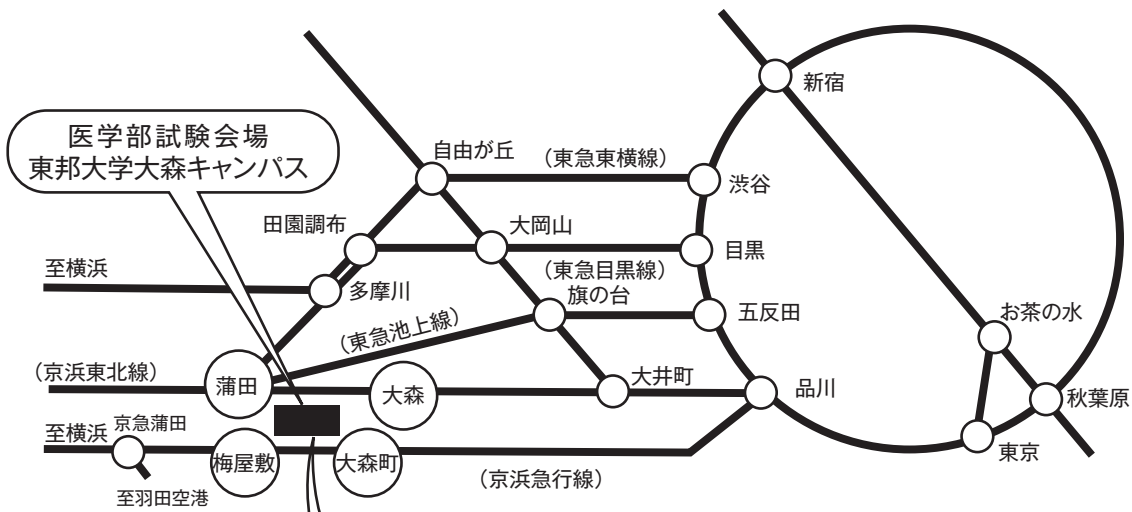 新宿
医学部試験会場
東邦大学大森キャンパス
自由が丘
（東急東横線）
渋谷
田園調布
大岡山
目黒
至横浜
多摩川
（東急目黒線）
旗の台
五反田
（東急池上線）
お茶の水
（京浜東北線）
蒲田
大森
大井町
品川
秋葉原
至横浜
京急蒲田
梅屋敷
大森町
東京
（京浜急行線）
至羽田空港